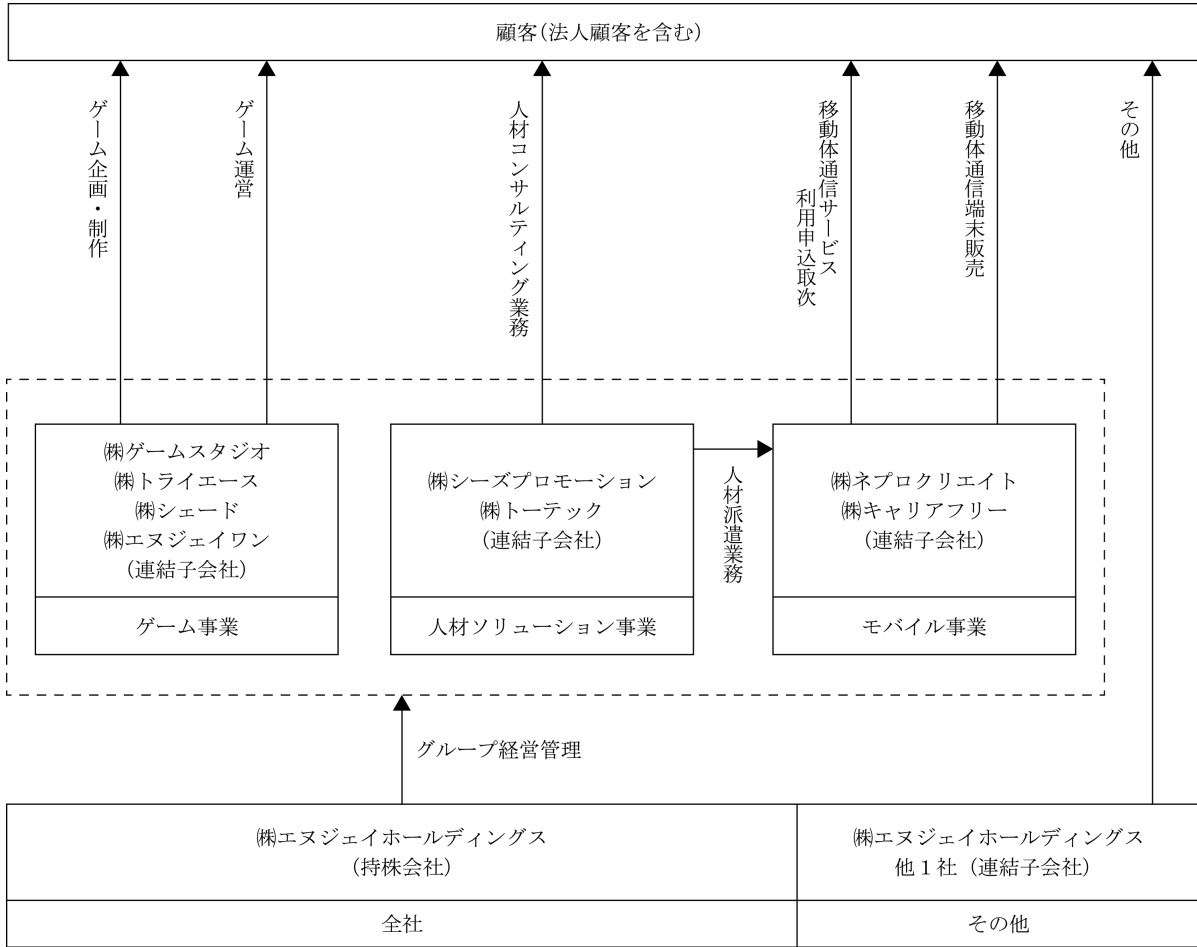 顧客(法人顧客を含む)
ゲーム企画・制作
ゲーム運営
人材コンサルティング業務
移動体通信サービス
利用申込取次
移動体通信端末販売
その他
㈱ゲームスタジオ
㈱トライエース
㈱シェード
㈱エヌジェイワン
(連結子会社)
ゲーム事業
㈱シーズプロモーション
㈱トーテック
(連結子会社)
人材ソリューション事業
人材派遣業務
㈱ネプロクリエイト
㈱キャリアフリー
(連結子会社)
モバイル事業
グループ経営管理
㈱エヌジェイホールディングス
(持株会社)
全社
㈱エヌジェイホールディングス
他1社(連結子会社)
その他